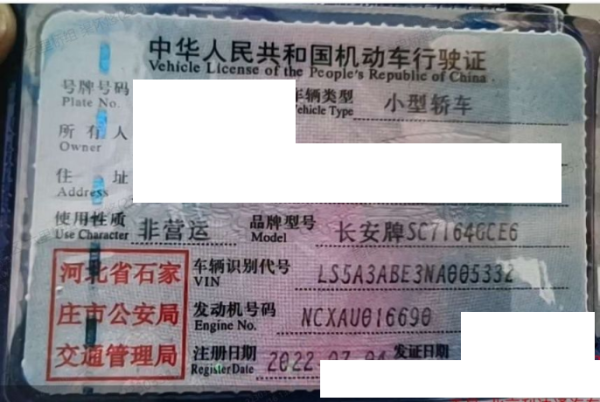 中华人民共和国机动车行驶证
Vehicle License of the People's Republic of China
号牌号码 车辆类型 小型轿车
Plate No. Vehicle Type
所有人
Owner
住址
Address
使用性质 非营运 品牌型号 长安牌SC7164GCE6
Use Character Model
河北省石家 车辆识别代号 LS5A3ABE3NA005332
VIN
庄市公安局 发动机号码 NCXAU016690
Engine No.
交通管理局 注册日期 2022 发证日期
Register Date